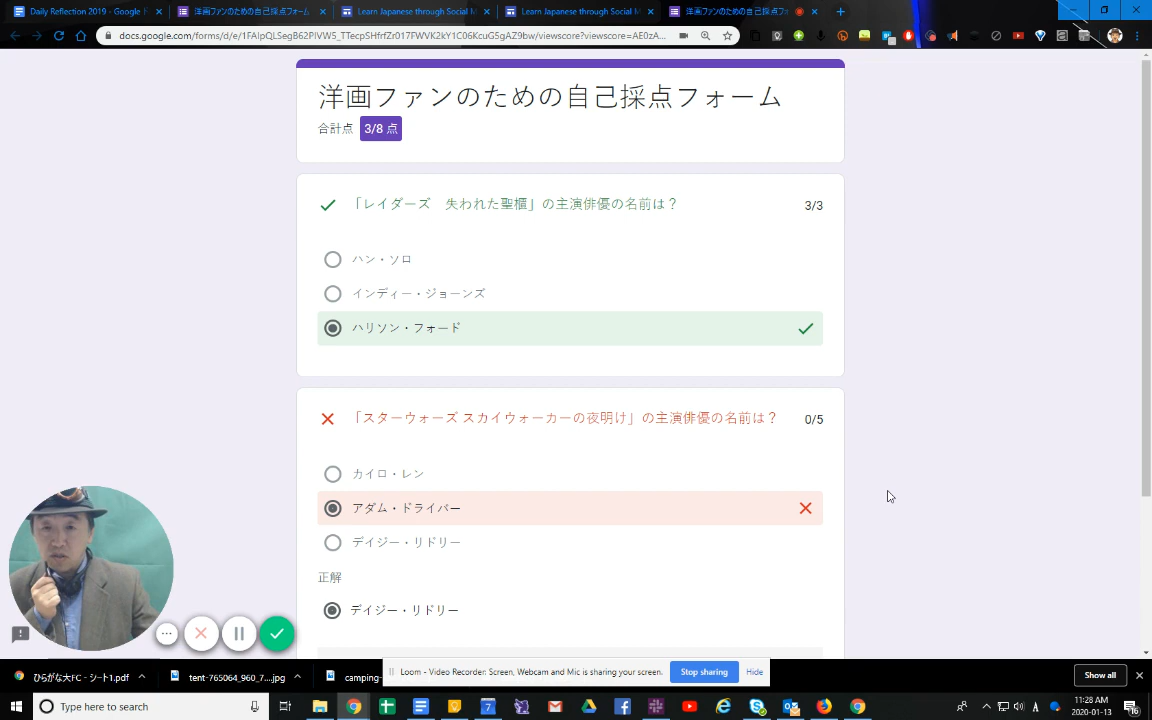 Daily Reflection 2019 - Google F
洋画ファンのための自己採点フォーム
Learn Japanese through Social M
Learn Japanese through Social M
洋画ファンのための自己採点フ
docs.google.com/forms/d/e/1FAIpQLSegB62PIVW5_TTecpSHfrfZr017FWVK2kY1C06KcuG5gAZ9bw/viewscore?viewscore=AE0zA...
洋画ファンのための自己採点フォーム
合計点 3/8 点
「レイダーズ 失われた聖櫃」の主演俳優の名前は？ 3/3
ハン・ソロ
インディー・ジョーンズ
ハリソン・フォード
「スターウォーズ スカイウォーカーの夜明け」の主演俳優の名前は？ 0/5
カイロ・レン
アダム・ドライバー
デイジー・リドリー
正解
デイジー・リドリー
ひらがな大FC - シート1.pdf
tent-765064_960_7....jpg
camping-
Loom - Video Recorder: Screen, Webcam and Mic is sharing your screen.
Stop sharing
Hide
Show all
Type here to search
A
11:28 AM
2020-01-13
16